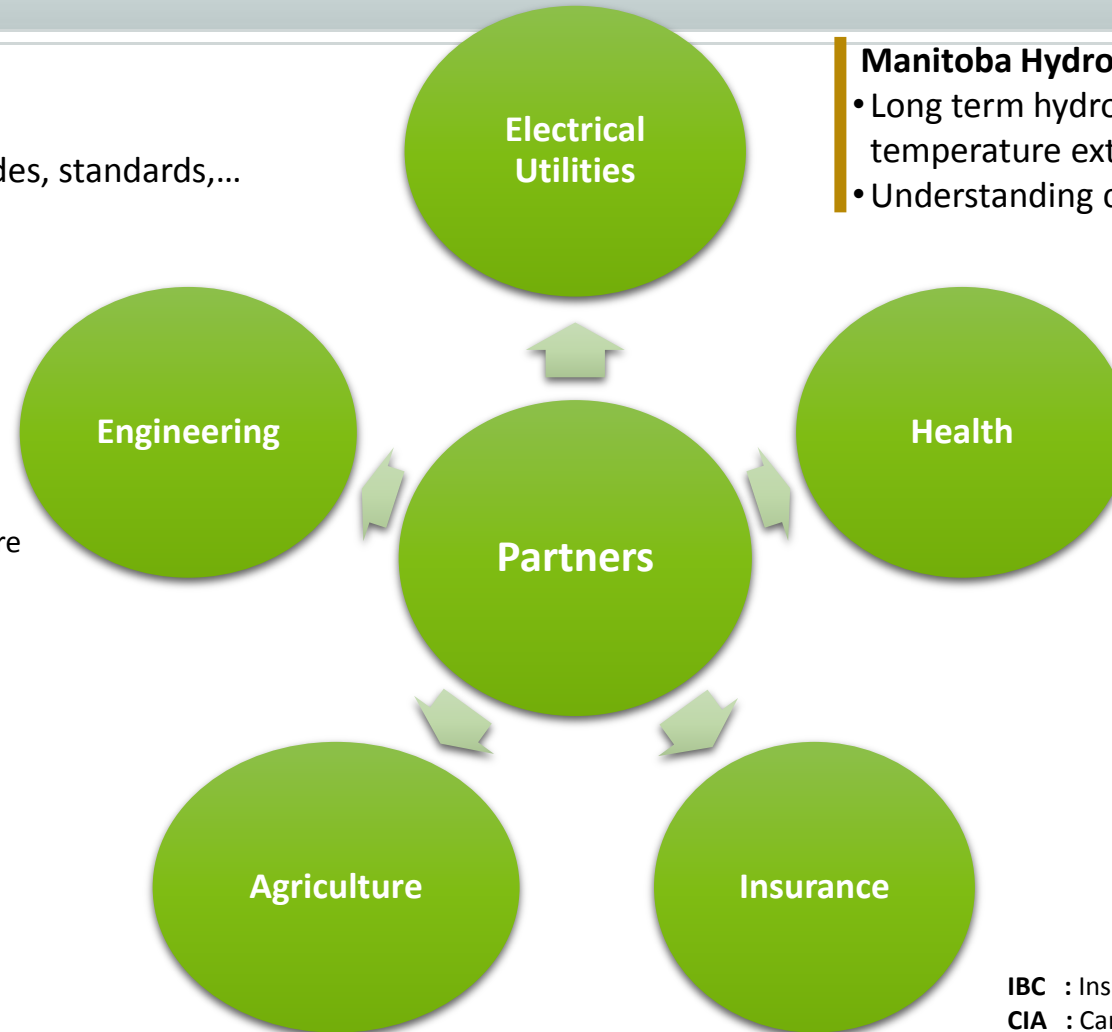 Manitoba Hydro
• Long term hydro
temperature ext
• Understanding
des, standards,...
Electrical
Utilities
Engineering
Health
re
Partners
Agriculture
Insurance
IBC : Ins
CIA : Car